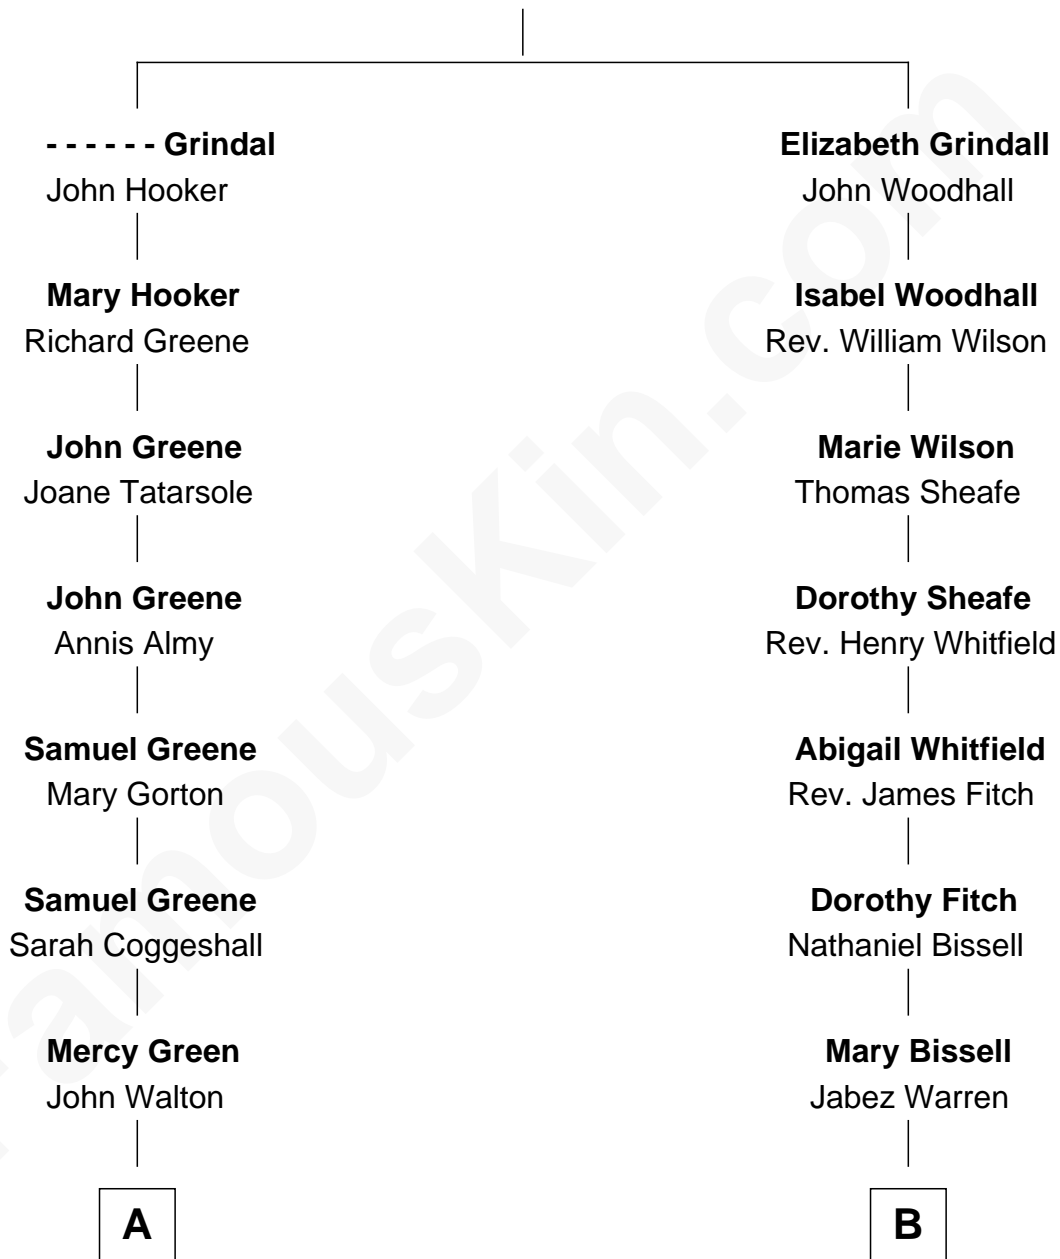 - - - - - - Grindal
John Hooker
Mary Hooker
Richard Greene
John Greene
Joane Tatarsole
John Greene
Annis Almy
Samuel Greene
Mary Gorton
Samuel Greene
Sarah Coggeshall
Mercy Green
John Walton
A
Elizabeth Grindall
John Woodhall
Isabel Woodhall
Rev. William Wilson
Marie Wilson
Thomas Sheafe
Dorothy Sheafe
Rev. Henry Whitfield
Abigail Whitfield
Rev. James Fitch
Dorothy Fitch
Nathaniel Bissell
Mary Bissell
Jabez Warren
B
FamousKin.com